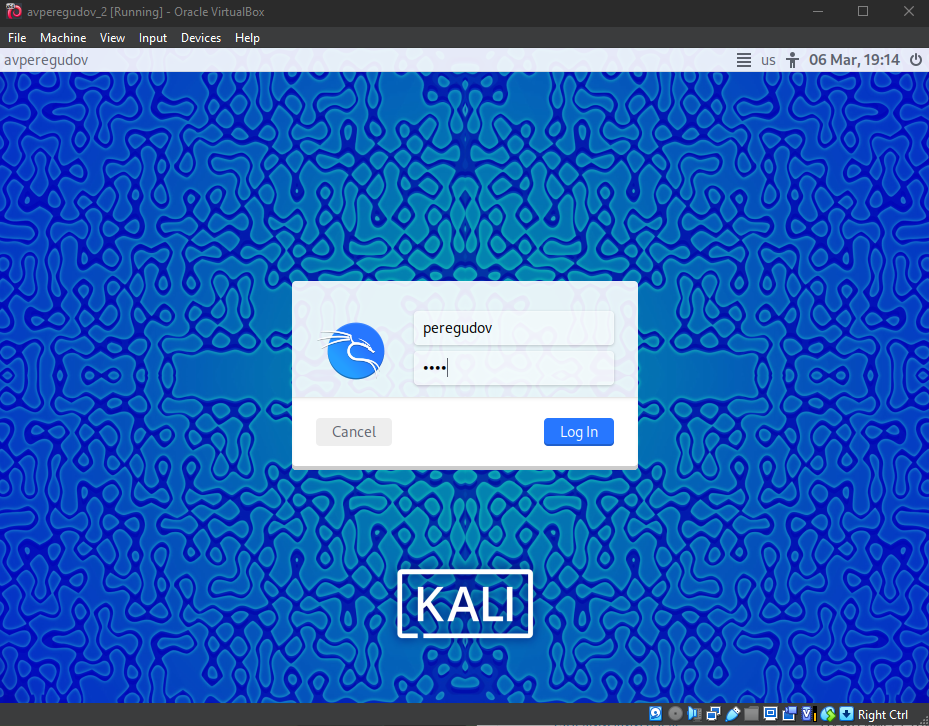 avperegudov_2 [Running] - Oracle VirtualBox
File Machine View Input Devices Help
avperegudov us 06 Mar, 19:14
peregudov
••••
Cancel Log In
KALI
Right Ctrl